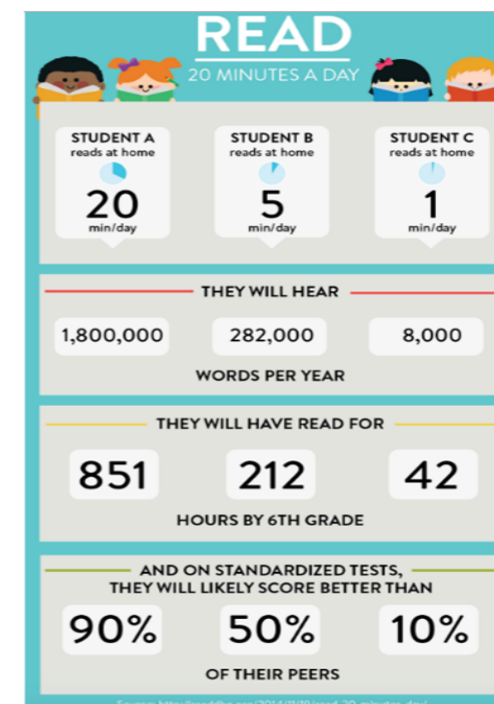 READ
20 MINUTES A DAY
STUDENT A STUDENT B STUDENT C
reads at home reads at home reads at home
20 5 1
min/day min/day min/day
THEY WILL HEAR
1,800,000 282,000 8,000
WORDS PER YEAR
THEY WILL HAVE READ FOR
851 212 42
HOURS BY 6TH GRADE
AND ON STANDARDIZED TESTS,
THEY WILL LIKELY SCORE BETTER THAN
90% 50% 10%
OF THEIR PEERS